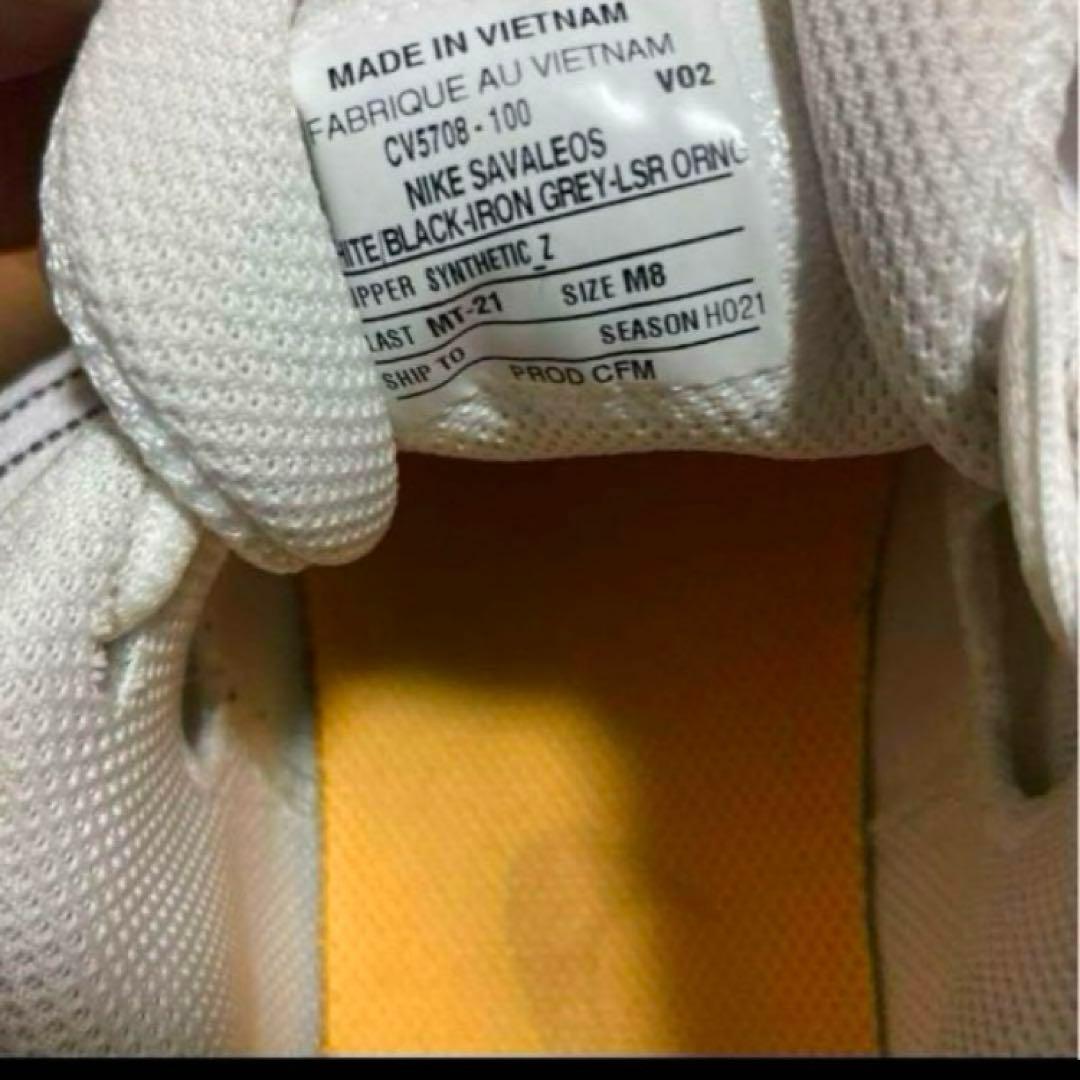 MADE IN VIETNAM
FABRIQUE AU VIETNAM
CV5708 - 100 V02
NIKE SAVALEOS
HITE/BLACK-IRON GREY-LSR ORNG
IPPER SYNTHETIC_Z
LAST MT-21 SIZE M8
SHIP TO SEASON HO21
PROD CFM